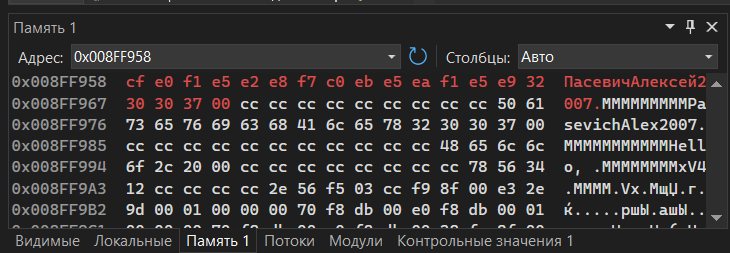 Память 1
Адрес: 0x008FF958 Столбцы: Авто
0x008FF958 cf e0 f1 e5 e2 e8 f7 c0 eb e5 ea f1 e5 e9 32 ПасевичАлексей2
0x008FF967 30 30 37 00 cc cc cc cc cc cc cc cc cc 50 61 007.МММММММММPa
0x008FF976 73 65 76 69 63 68 41 6c 65 78 32 30 30 37 00 sevichAlex2007.
0x008FF985 cc cc cc cc cc cc cc cc cc cc cc 48 65 6c 6c МММММММММММHell
0x008FF994 6f 2c 20 00 cc cc cc cc cc cc cc cc 78 56 34 o, .ММММММММxV4
0x008FF9A3 12 cc cc cc cc 2e 56 f5 03 cc f9 8f 00 e3 2e .ММММ.Vх.МщЏ.г.
0x008FF9B2 9d 00 01 00 00 00 70 f8 db 00 e0 f8 db 00 01 ќ.....pшЫ.ашЫ..
Видимые Локальные Память 1 Потоки Модули Контрольные значения 1